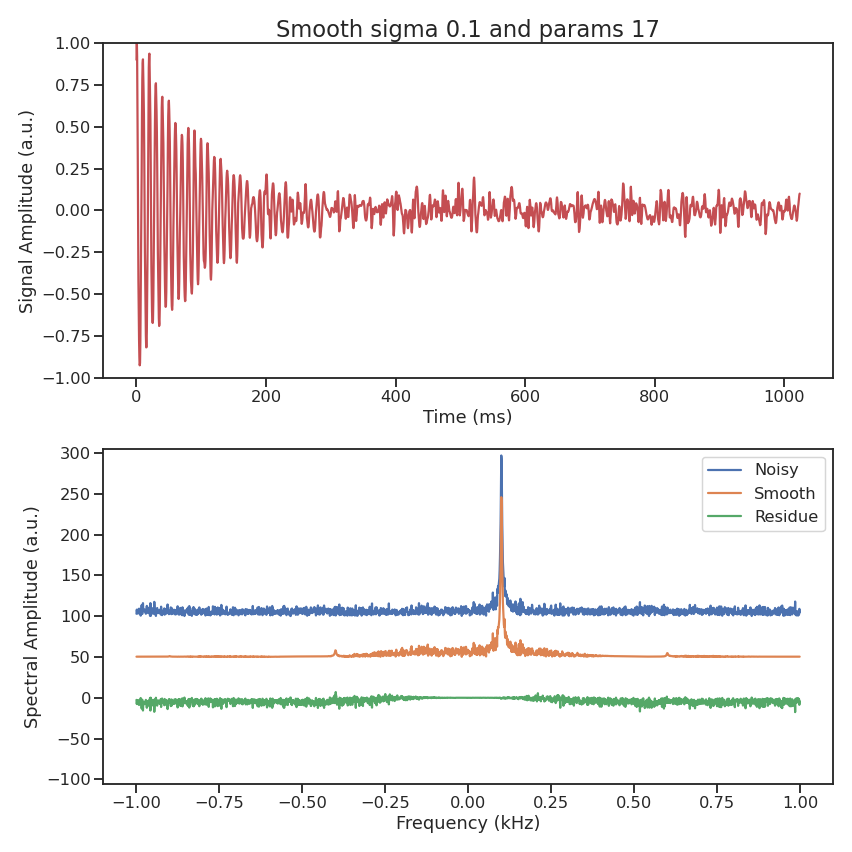 Smooth sigma 0.1 and params 17
1.00
0.75
0.50
0.25
0.00
−0.25
−0.50
−0.75
−1.00
Signal Amplitude (a.u.)
0 200 400 600 800 1000
Time (ms)
300
250
200
150
100
50
0
−50
−100
Spectral Amplitude (a.u.)
Noisy
Smooth
Residue
−1.00 −0.75 −0.50 −0.25 0.00 0.25 0.50 0.75 1.00
Frequency (kHz)